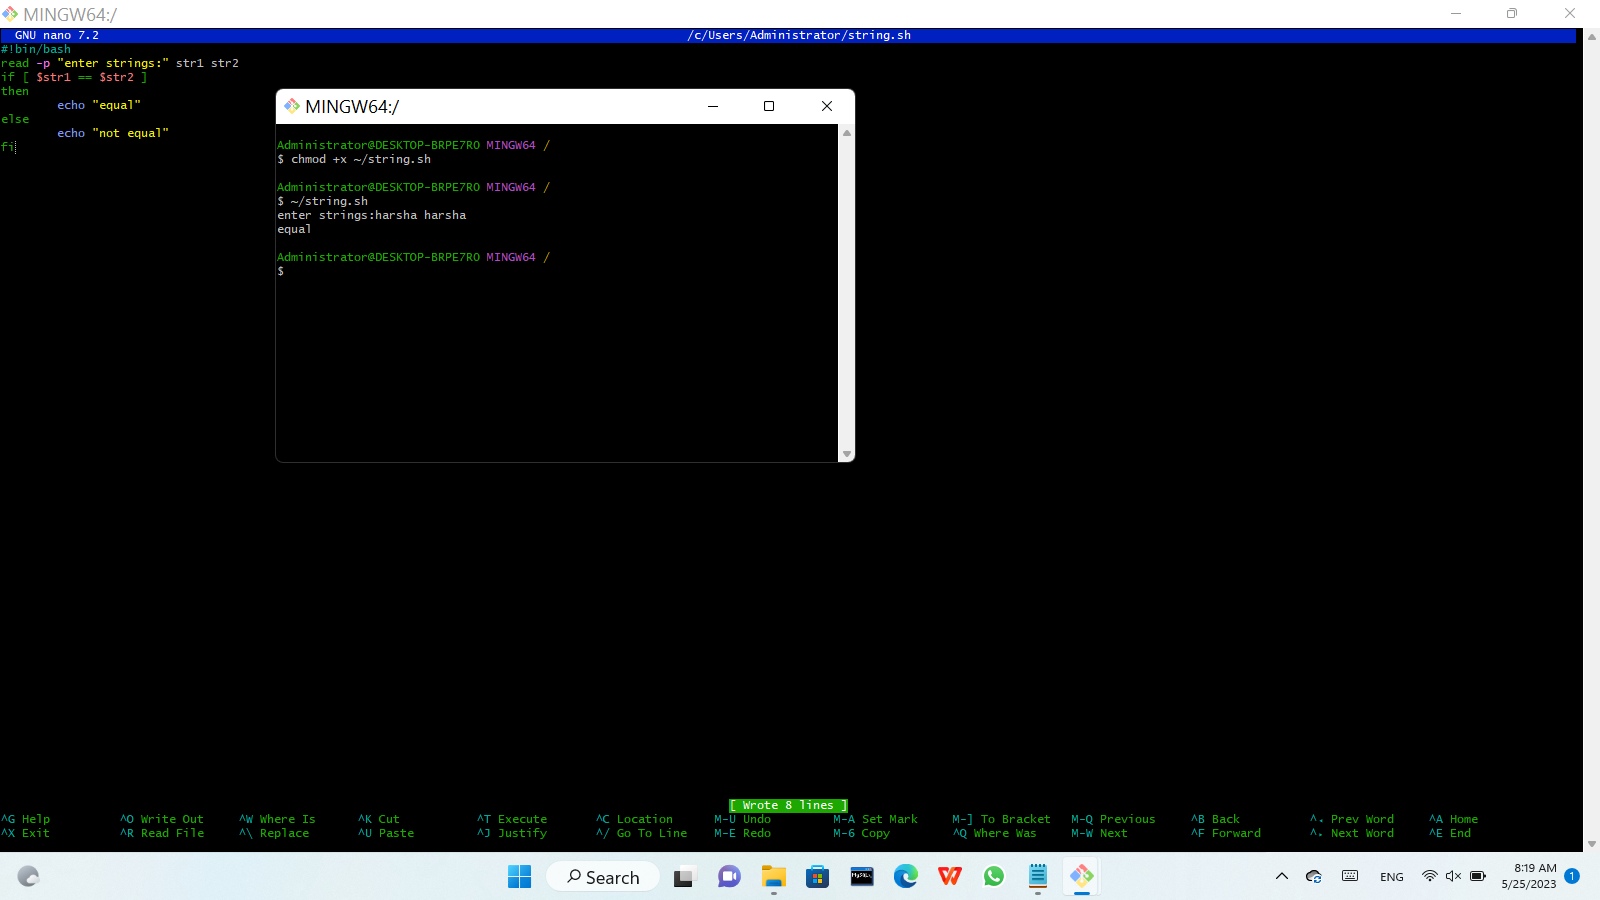 MINGW64:/
GNU nano 7.2 /c/Users/Administrator/string.sh
#!bin/bash
read -p "enter strings:" str1 str2
if [ $str1 == $str2 ]
then
echo "equal"
else
echo "not equal"
fi
MINGW64:/
Administrator@DESKTOP-BRPE7RO MINGW64 /
$ chmod +x ~/string.sh
Administrator@DESKTOP-BRPE7RO MINGW64 /
$ ~/string.sh
enter strings:harsha harsha
equal
Administrator@DESKTOP-BRPE7RO MINGW64 /
$
[ Wrote 8 lines ]
^G Help ^O Write Out ^W Where Is ^K Cut ^T Execute ^C Location M-U Undo M-A Set Mark M-] To Bracket M-Q Previous ^B Back ^◂ Prev Word ^A Home
^X Exit ^R Read File ^\ Replace ^U Paste ^J Justify ^/ Go To Line M-E Redo M-6 Copy ^Q Where Was M-W Next ^F Forward ^▸ Next Word ^E End
Search
MySQL
ENG
8:19 AM
5/25/2023
1